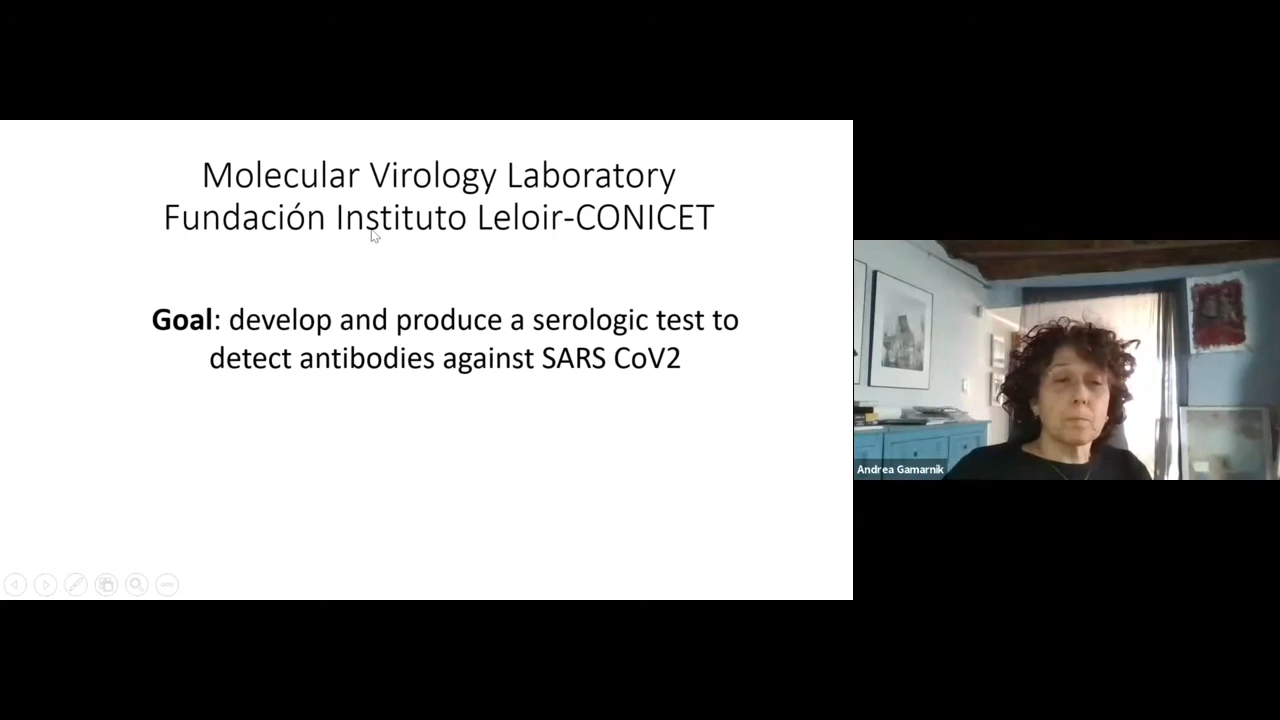 Molecular Virology Laboratory
Fundación Instituto Leloir-CONICET
Goal: develop and produce a serologic test to
detect antibodies against SARS CoV2
Andrea Gamarnik